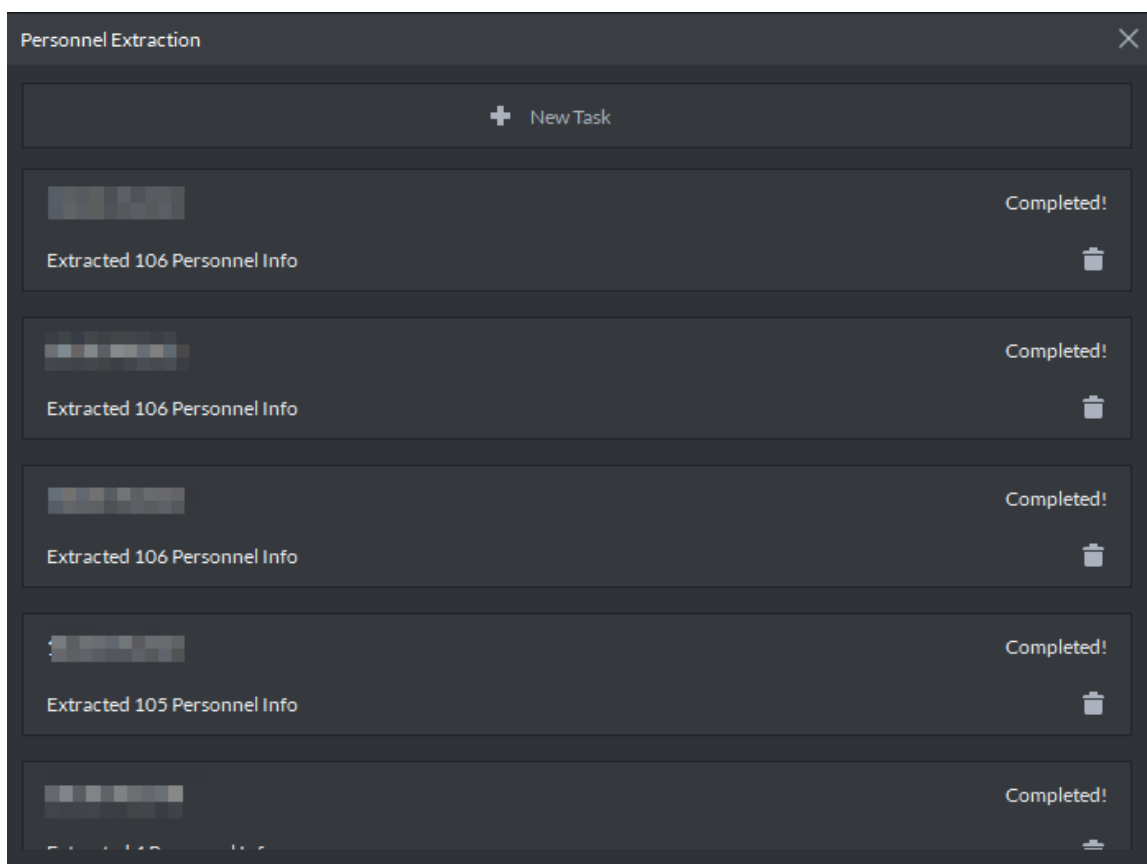 Personnel Extraction
New Task
Completed!
Extracted 106 Personnel Info
Completed!
Extracted 106 Personnel Info
Completed!
Extracted 106 Personnel Info
Completed!
Extracted 105 Personnel Info
Completed!